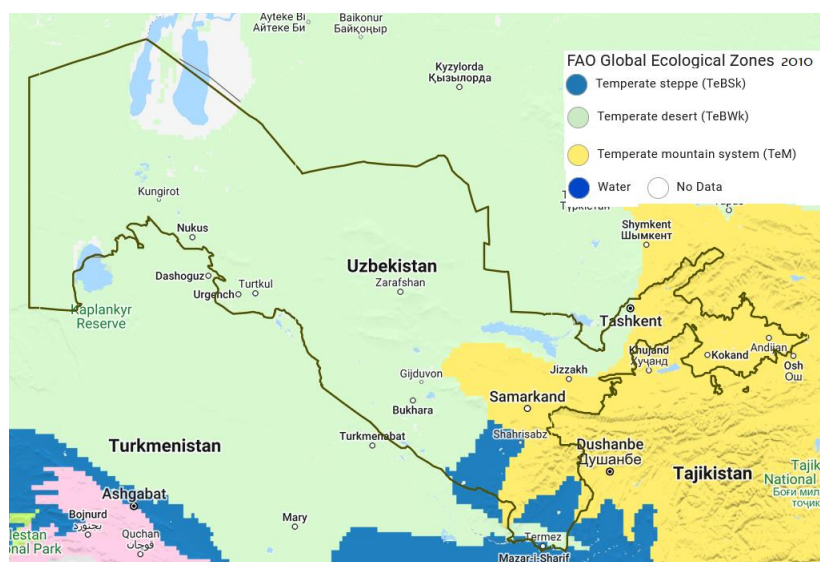 Ayteke Bi
Айтеке Би
Baikonur
Байқоңыр
Kyzylorda
Қызылорда
FAO Global Ecological Zones 2010
Temperate steppe (TeBSk)
Temperate desert (TeBWk)
Temperate mountain system (TeM)
Water No Data
Түркістан
Shymkent
Шымкент
Kungirot
Nukus
Dashoguz
Urgench
Turtkul
Uzbekistan
Zarafshan
Kaplankyr
Reserve
Tashkent
Khujand
Хуҷанд
Kokand
Andijan
Osh
Ош
Gijduvon
Bukhara
Jizzakh
Samarkand
Shahrisabz
Turkmenabat
Turkmenistan
Dushanbe
Душанбе
Tajikistan
National
Ashgabat
Bojnurd
بجنورد
Quchan
قوچان
Mary
Termez
Mazar-i-Sharif